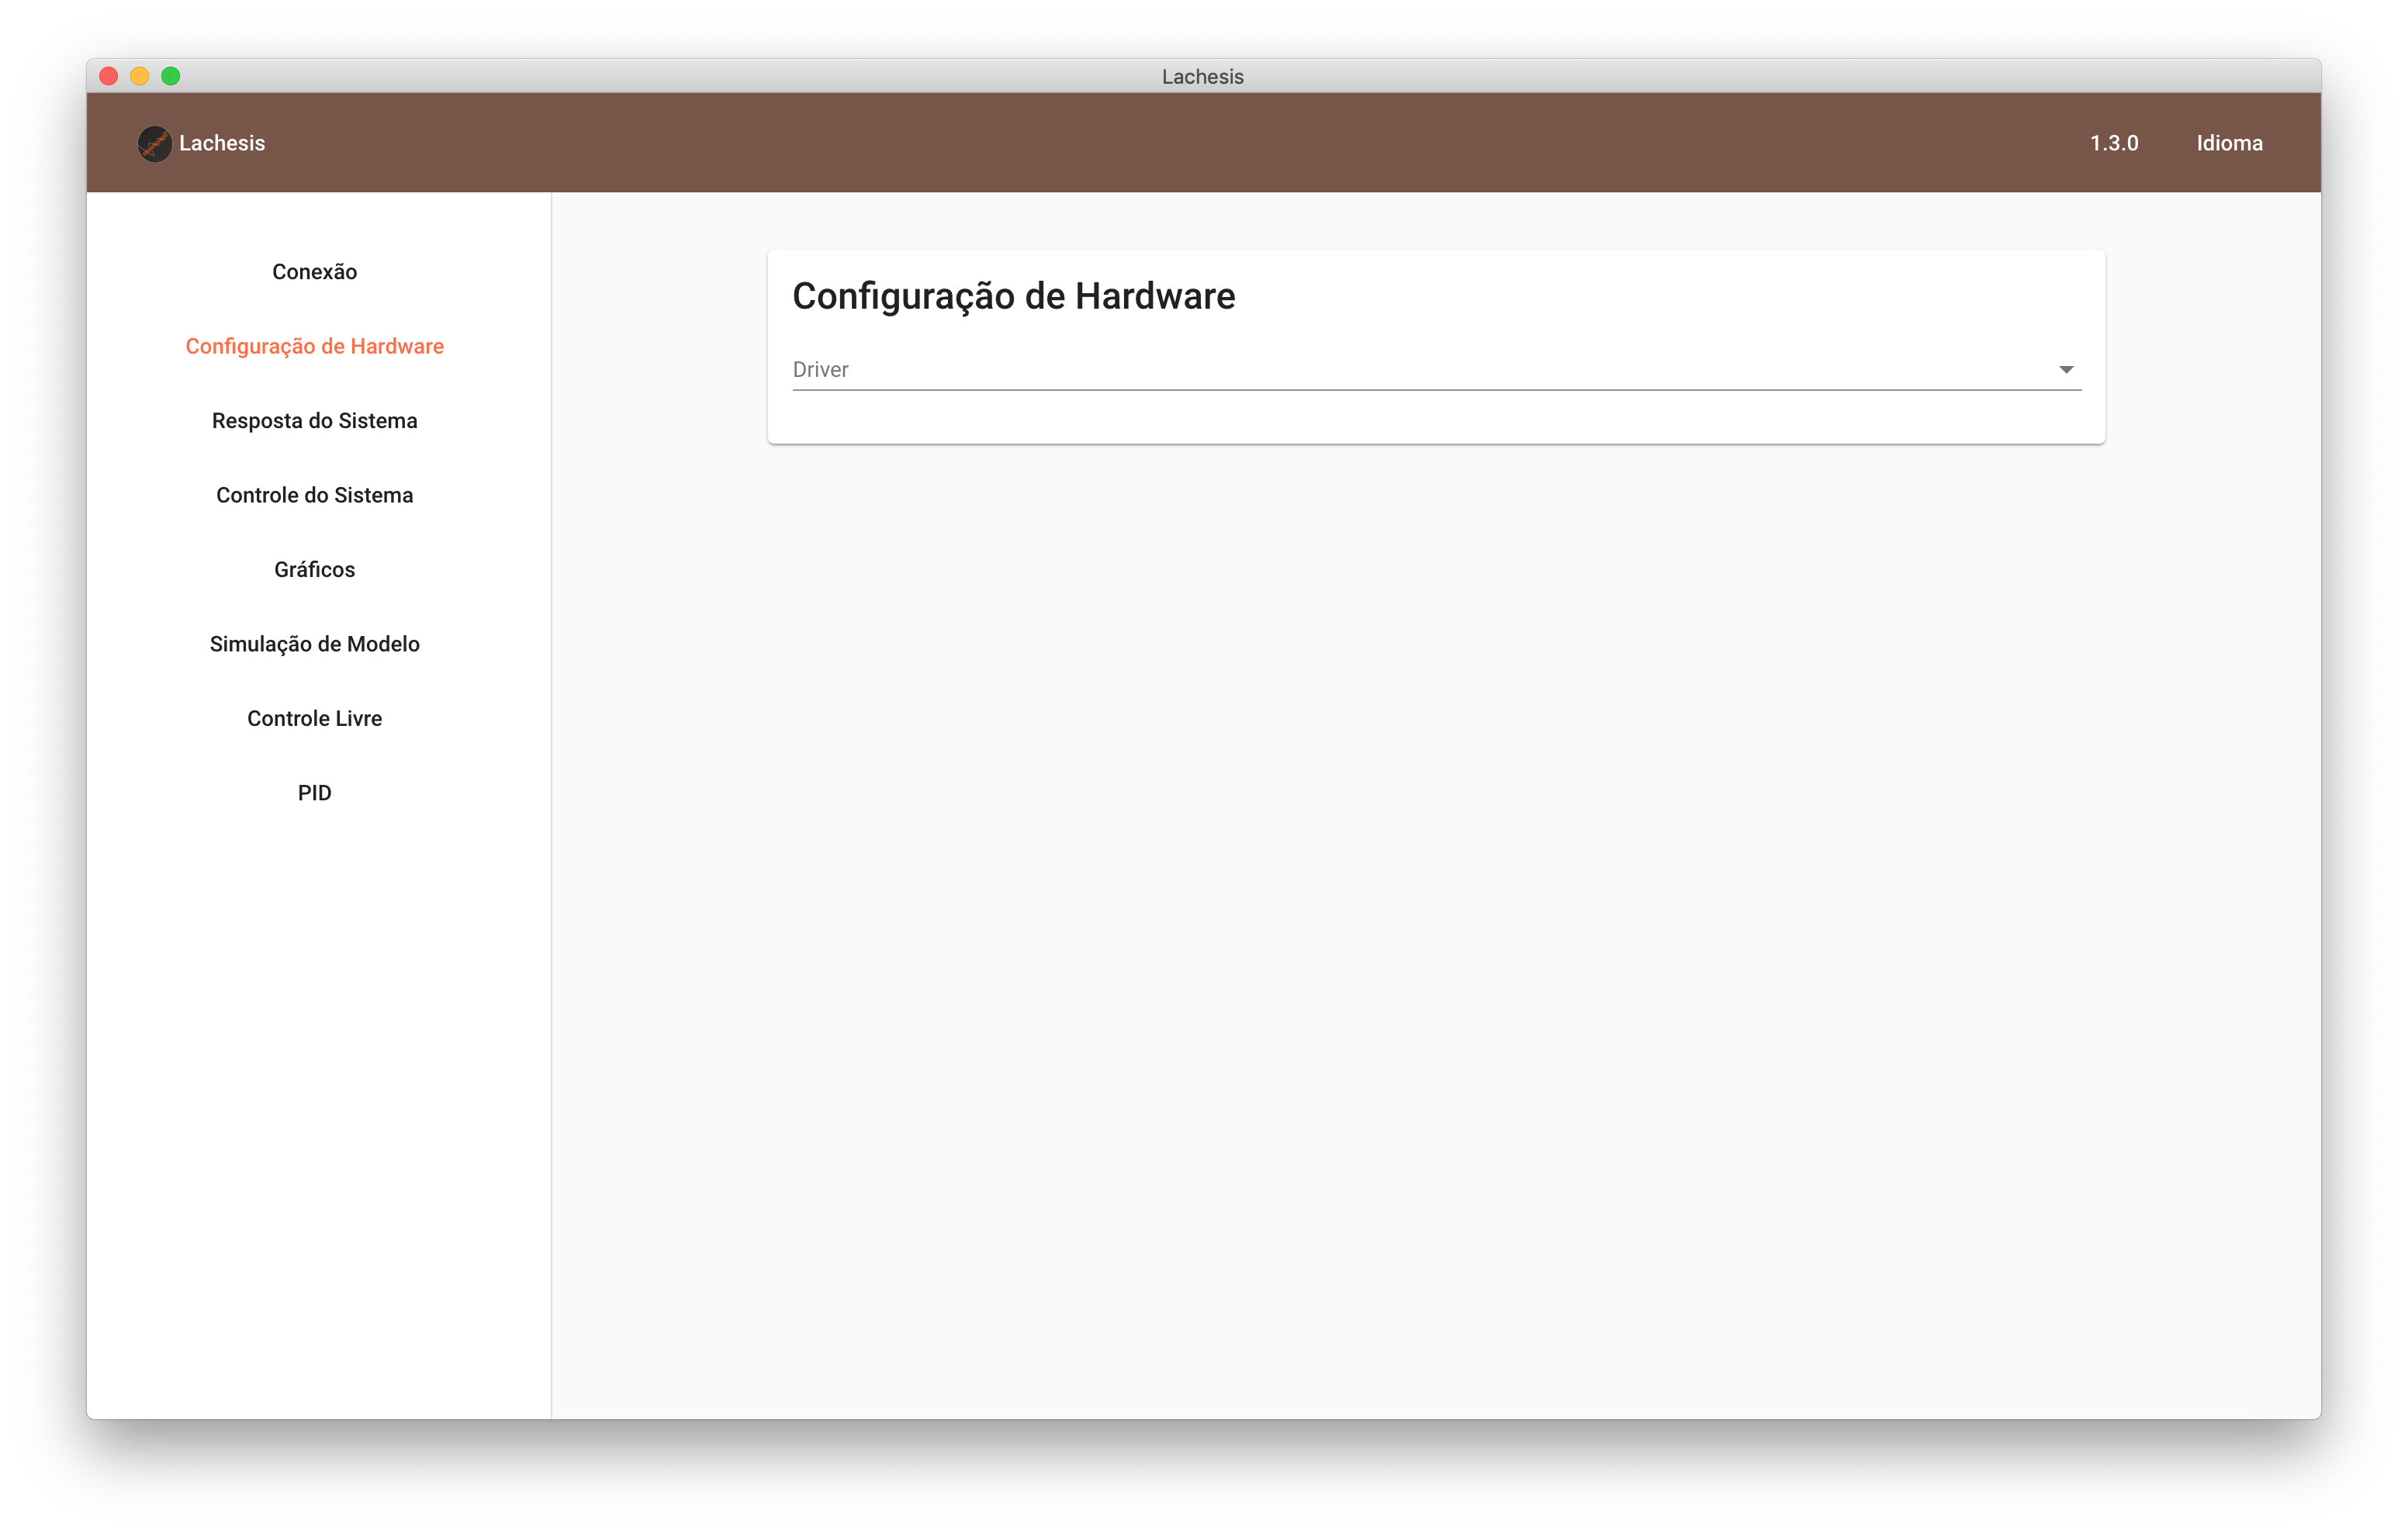 Lachesis
Lachesis
1.3.0
Idioma
Conexão
Configuração de Hardware
Resposta do Sistema
Controle do Sistema
Gráficos
Simulação de Modelo
Controle Livre
PID
Configuração de Hardware
Driver